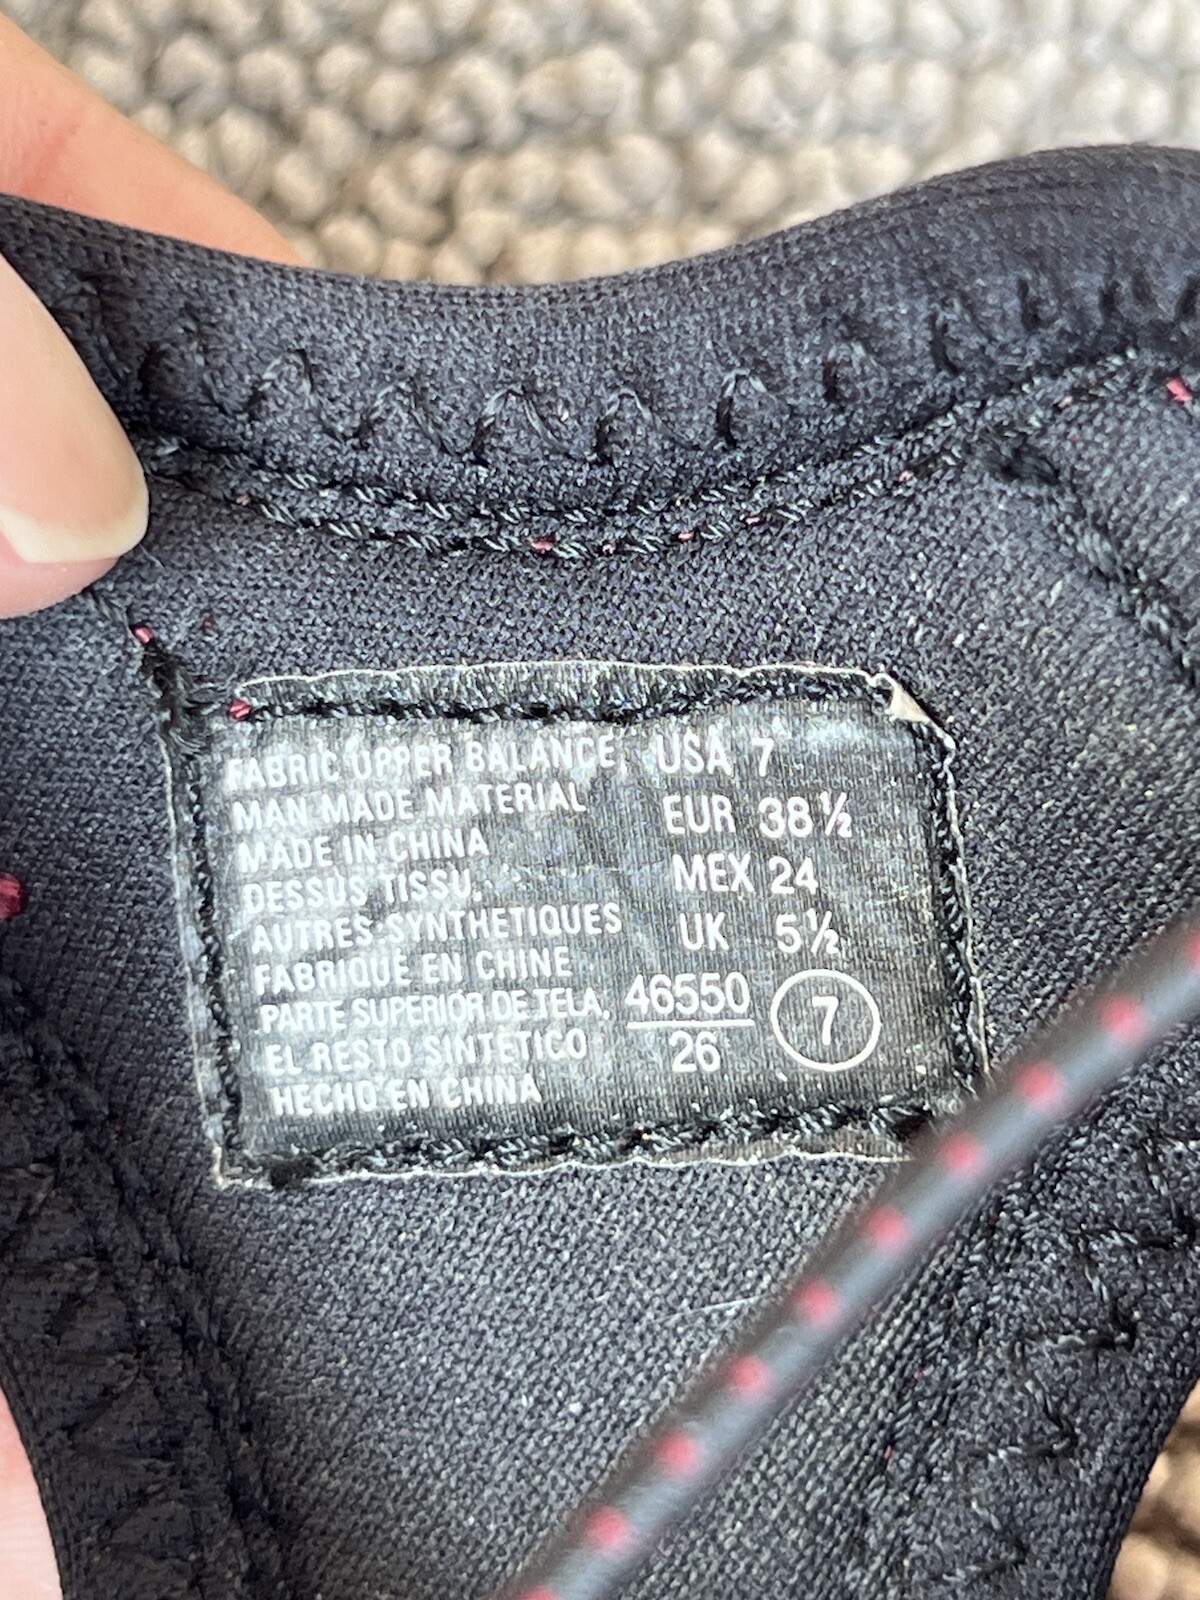 FABRIC UPPER BALANCE,
MAN MADE MATERIAL
MADE IN CHINA
DESSUS TISSU,
AUTRES-SYNTHETIQUES
FABRIQUE EN CHINE
PARTE SUPERIOR DE TELA,
EL RESTO SINTETICO
HECHO EN CHINA
USA 7
EUR 38½
MEX 24
UK 5½
46550
26
7